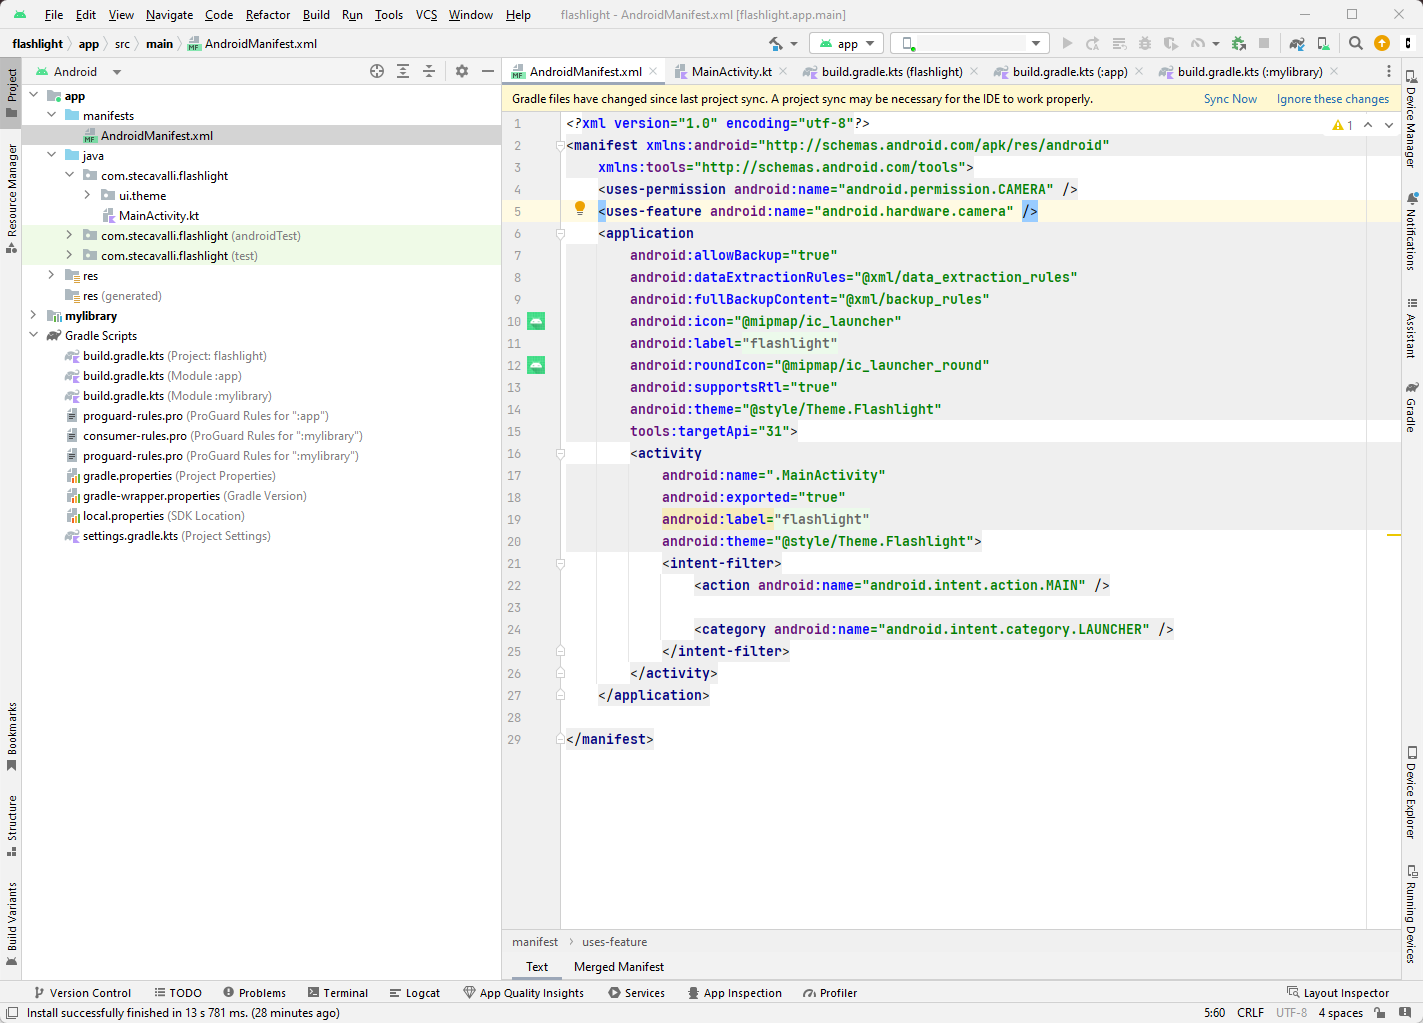 File Edit View Navigate Code Refactor Build Run Tools VCS Window Help flashlight - AndroidManifest.xml [flashlight.app.main]
flashlight app src main AndroidManifest.xml app
Project
Resource Manager
Bookmarks
Structure
Build Variants
Android
app
manifests
AndroidManifest.xml
java
com.stecavalli.flashlight
ui.theme
MainActivity.kt
com.stecavalli.flashlight (androidTest)
com.stecavalli.flashlight (test)
res
res (generated)
mylibrary
Gradle Scripts
build.gradle.kts (Project: flashlight)
build.gradle.kts (Module :app)
build.gradle.kts (Module :mylibrary)
proguard-rules.pro (ProGuard Rules for ":app")
consumer-rules.pro (ProGuard Rules for ":mylibrary")
proguard-rules.pro (ProGuard Rules for ":mylibrary")
gradle.properties (Project Properties)
gradle-wrapper.properties (Gradle Version)
local.properties (SDK Location)
settings.gradle.kts (Project Settings)
AndroidManifest.xml MainActivity.kt build.gradle.kts (flashlight) build.gradle.kts (:app) build.gradle.kts (:mylibrary)
Gradle files have changed since last project sync. A project sync may be necessary for the IDE to work properly. Sync Now Ignore these changes
1 <?xml version="1.0" encoding="utf-8"?> 1
2 <manifest xmlns:android="http://schemas.android.com/apk/res/android"
3 xmlns:tools="http://schemas.android.com/tools">
4 <uses-permission android:name="android.permission.CAMERA" />
5 <uses-feature android:name="android.hardware.camera" />
6 <application
7 android:allowBackup="true"
8 android:dataExtractionRules="@xml/data_extraction_rules"
9 android:fullBackupContent="@xml/backup_rules"
10 android:icon="@mipmap/ic_launcher"
11 android:label="flashlight"
12 android:roundIcon="@mipmap/ic_launcher_round"
13 android:supportsRtl="true"
14 android:theme="@style/Theme.Flashlight"
15 tools:targetApi="31">
16 <activity
17 android:name=".MainActivity"
18 android:exported="true"
19 android:label="flashlight"
20 android:theme="@style/Theme.Flashlight">
21 <intent-filter>
22 <action android:name="android.intent.action.MAIN" />
23
24 <category android:name="android.intent.category.LAUNCHER" />
25 </intent-filter>
26 </activity>
27 </application>
28
29 </manifest>
Device Manager
Notifications
Assistant
Gradle
Device Explorer
Running Devices
manifest uses-feature
Text Merged Manifest
Version Control TODO Problems Terminal Logcat App Quality Insights Services App Inspection Profiler Layout Inspector
Install successfully finished in 13 s 781 ms. (28 minutes ago) 5:60 CRLF UTF-8 4 spaces